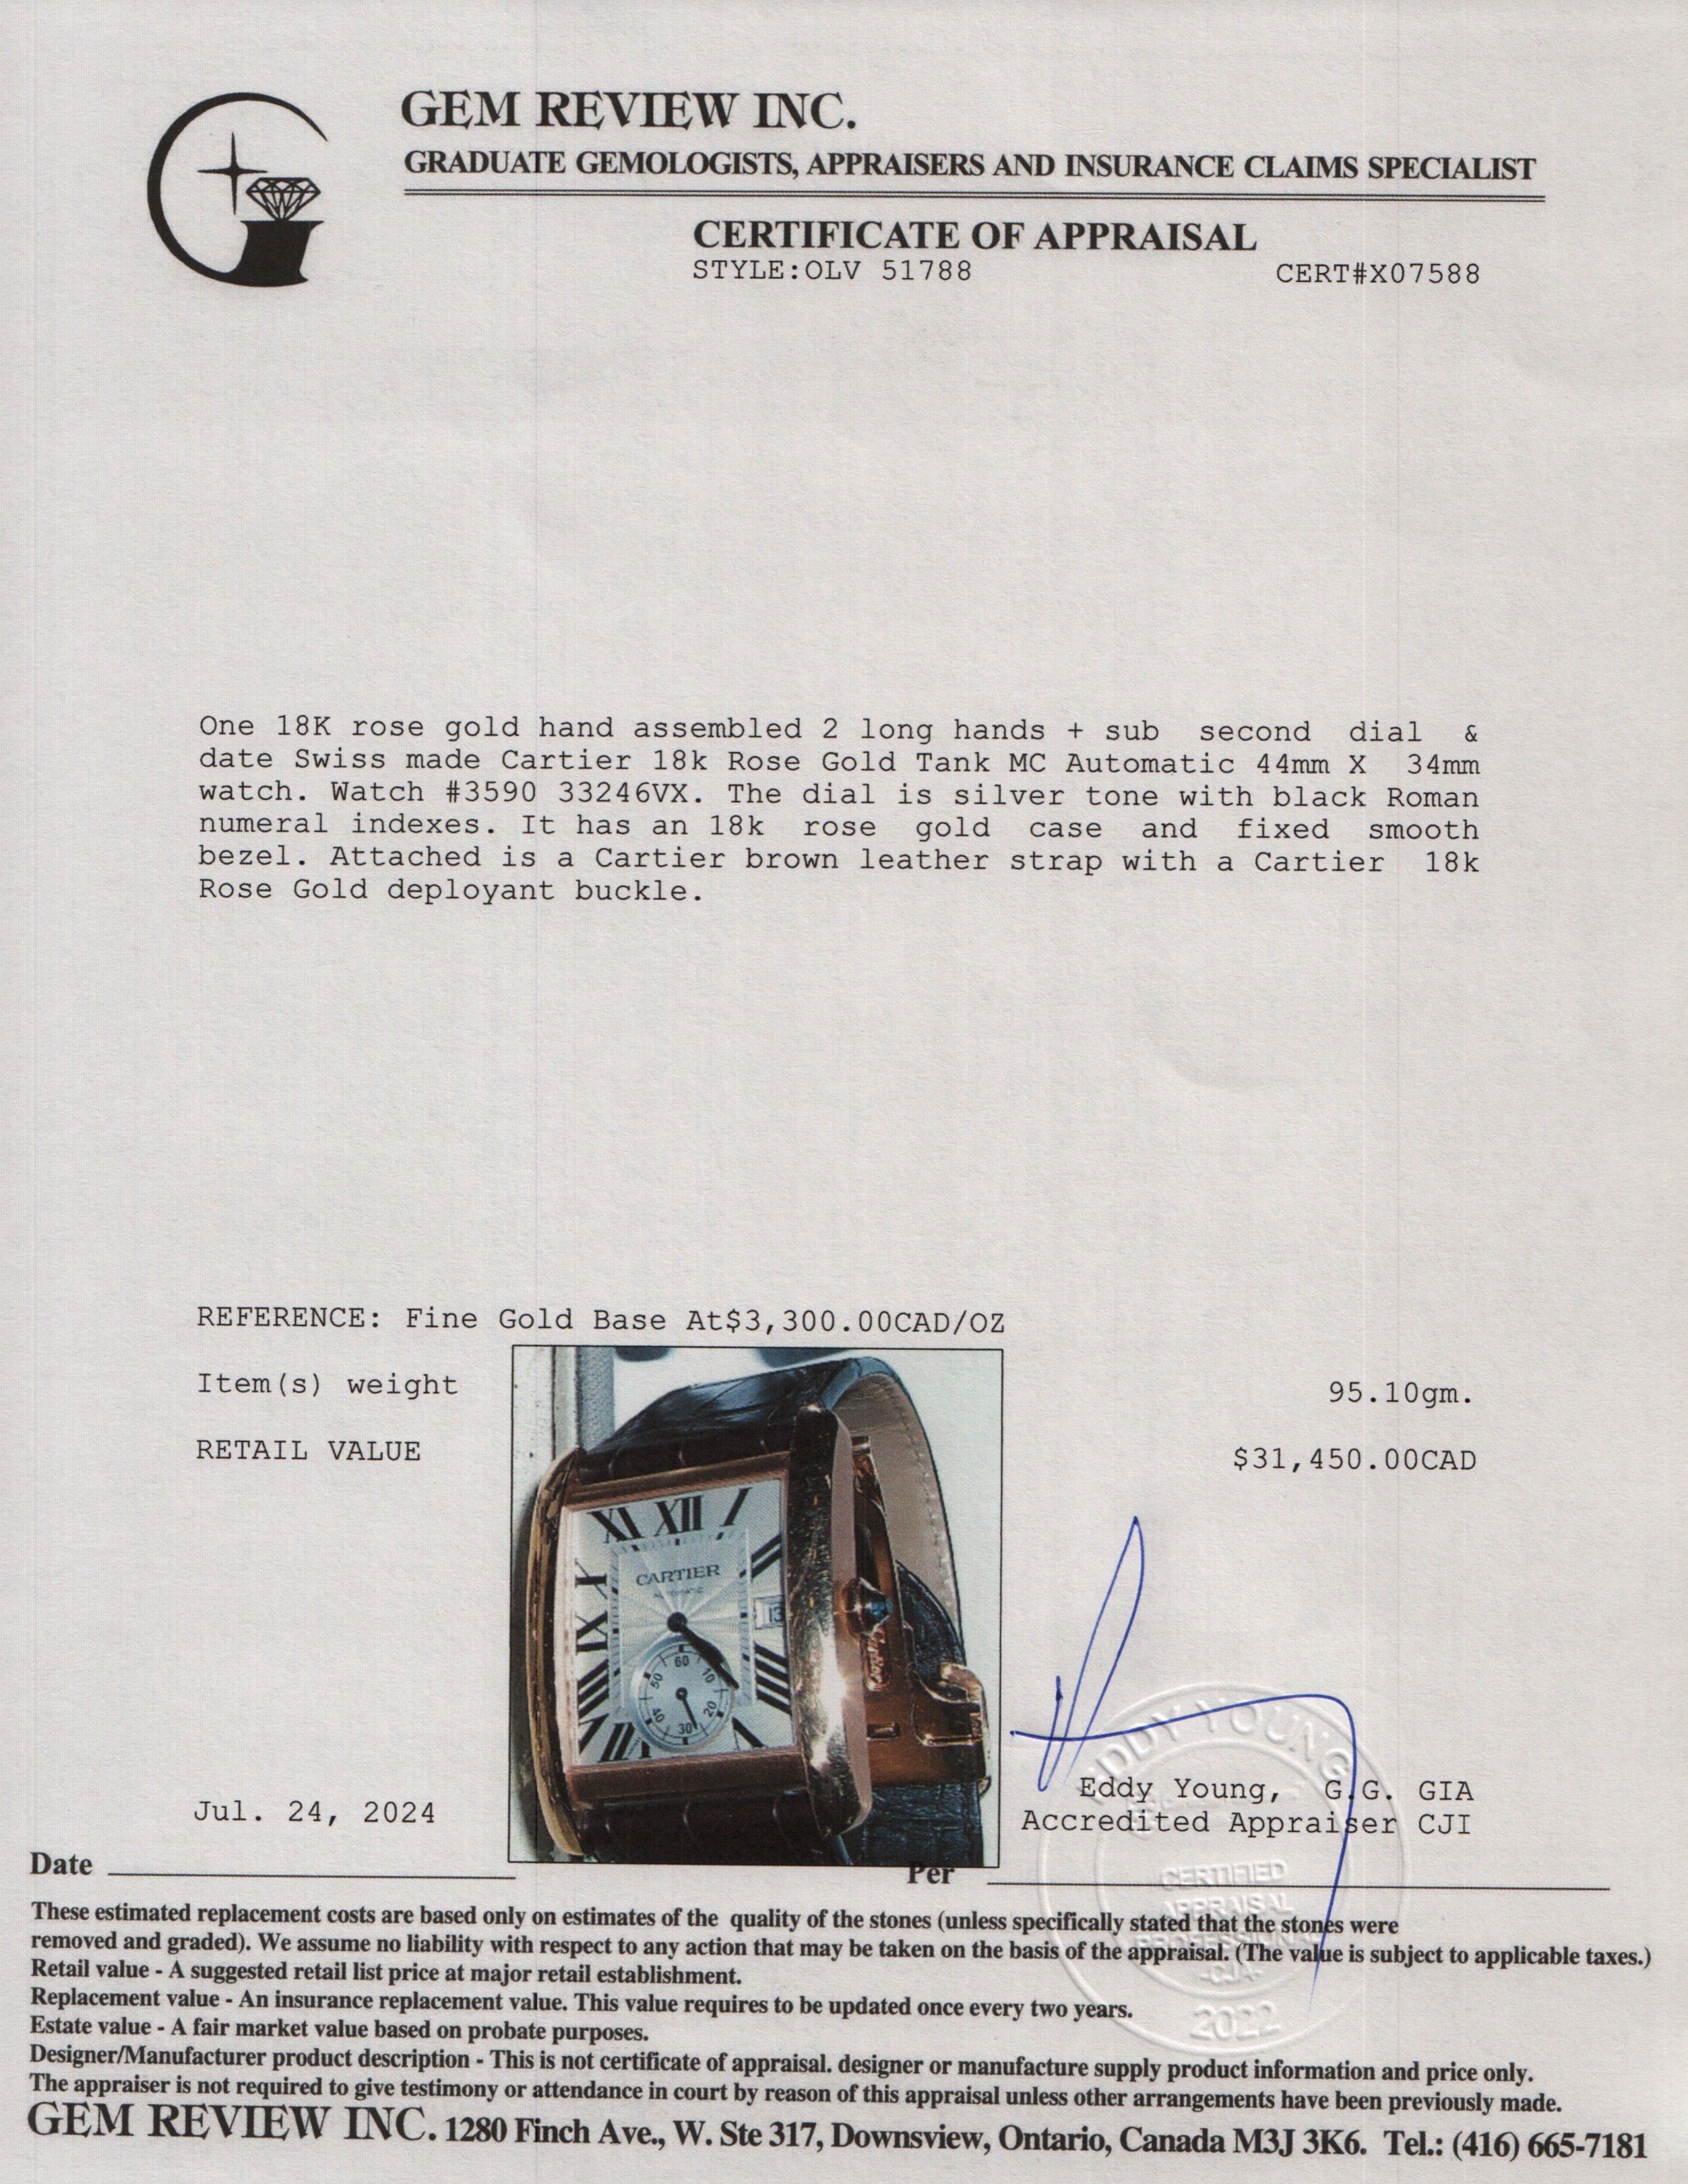 GEM REVIEW INC.
GRADUATE GEMOLOGISTS, APPRAISERS AND INSURANCE CLAIMS SPECIALIST
CERTIFICATE OF APPRAISAL
STYLE:OLV 51788 CERT#X07588
One 18K rose gold hand assembled 2 long hands + sub second dial &
date Swiss made Cartier 18k Rose Gold Tank MC Automatic 44mm X 34mm
watch. Watch #3590 33246VX. The dial is silver tone with black Roman
numeral indexes. It has an 18k rose gold case and fixed smooth
bezel. Attached is a Cartier brown leather strap with a Cartier 18k
Rose Gold deployant buckle.
REFERENCE: Fine Gold Base At$3,300.00CAD/OZ
Item(s) weight 95.10gm.
RETAIL VALUE $31,450.00CAD
XI XII I
CARTIER
AUTOMATIC
X
IX
13
60
10
20
30
40
50
Cartier
EDDY YOUNG
Eddy Young, G.G. GIA
Jul. 24, 2024
Accredited Appraiser CJI
Date
Per
CERTIFIED
APPRAISAL
PROFESSIONAL
-CJA-
2022
These estimated replacement costs are based only on estimates of the quality of the stones (unless specifically stated that the stones were
removed and graded). We assume no liability with respect to any action that may be taken on the basis of the appraisal. (The value is subject to applicable taxes.)
Retail value - A suggested retail list price at major retail establishment.
Replacement value - An insurance replacement value. This value requires to be updated once every two years.
Estate value - A fair market value based on probate purposes.
Designer/Manufacturer product description - This is not certificate of appraisal. designer or manufacture supply product information and price only.
The appraiser is not required to give testimony or attendance in court by reason of this appraisal unless other arrangements have been previously made.
GEM REVIEW INC. 1280 Finch Ave., W. Ste 317, Downsview, Ontario, Canada M3J 3K6. Tel.: (416) 665-7181